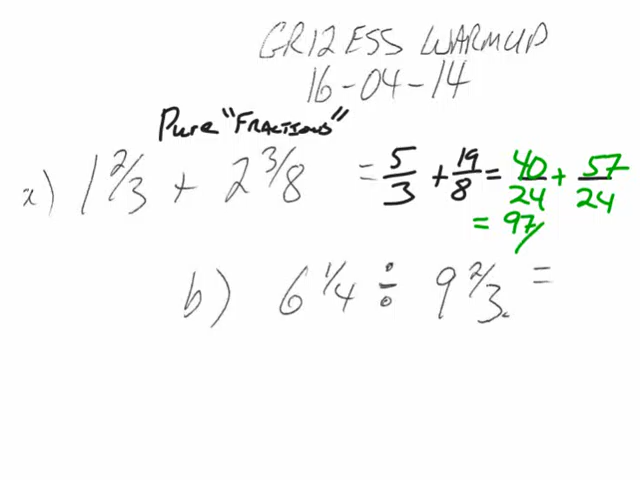 GR12 ESS WARMUP
16-04-14
Pure "FRACTIONS"
a) 1 2/3 + 2 3/8 = 5/3 + 19/8 = 40/24 + 57/24
= 97/
b) 6 1/4 ÷ 9 2/3. =